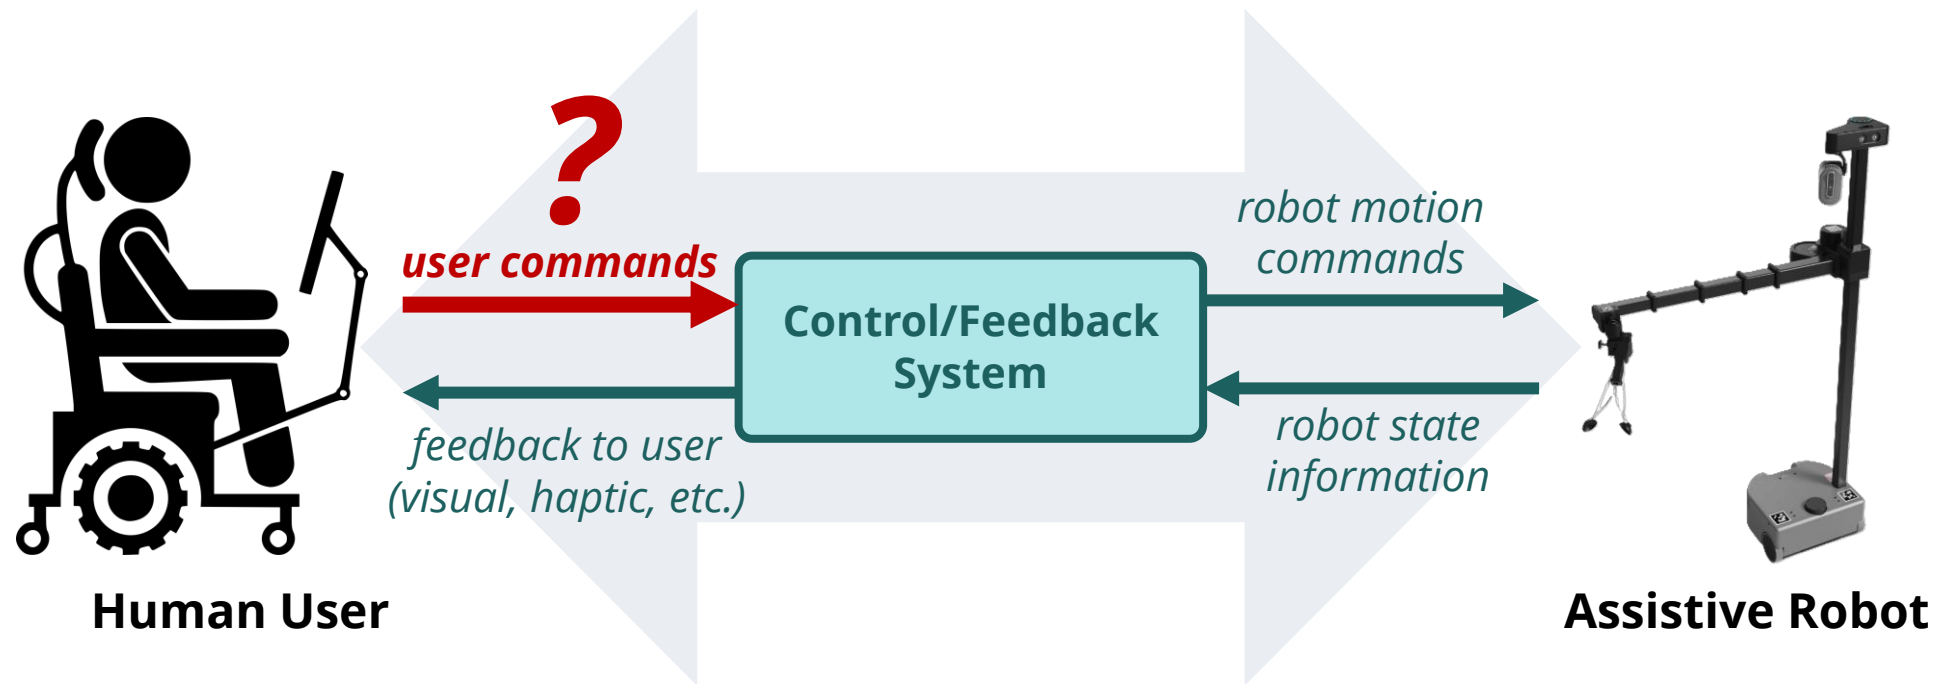 ?
user commands
robot motion
commands
Control/Feedback
System
feedback to user
(visual, haptic, etc.)
robot state
information
Human User
Assistive Robot